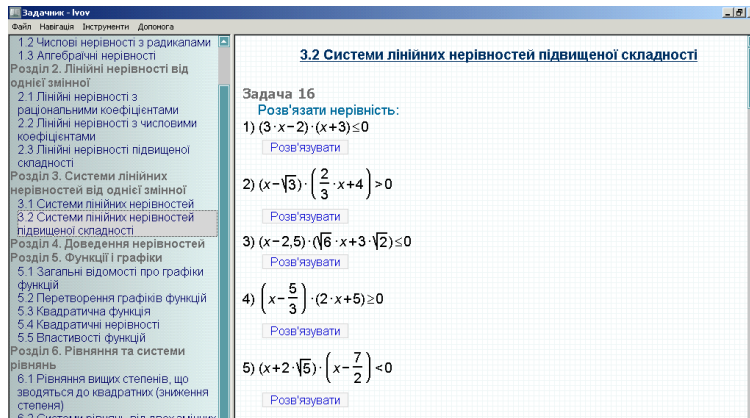 Задачник - lvov
Файл Навігація Інструменти Допомога
1.2 Числові нерівності з радикалами
1.3 Алгебраїчні нерівності
Розділ 2. Лінійні нерівності від
однієї змінної
2.1 Лінійні нерівності з
раціональними коефіцієнтами
2.2 Лінійні нерівності з числовими
коефіцієнтами
2.3 Лінійні нерівності підвищеної
складності
Розділ 3. Системи лінійних
нерівностей від однієї змінної
3.1 Системи лінійних нерівностей
3.2 Системи лінійних нерівностей
підвищеної складності
Розділ 4. Доведення нерівностей
Розділ 5. Функції і графіки
5.1 Загальні відомості про графіки
функцій
5.2 Перетворення графіків функцій
5.3 Квадратична функція
5.4 Квадратичні нерівності
5.5 Властивості функцій
Розділ 6. Рівняння та системи
рівнянь
6.1 Рівняння вищих степенів, що
зводяться до квадратних (зниження
степеня)
3.2 Системи лінійних нерівностей підвищеної складності
Задача 16
Розв'язати нерівність:
1) (3·x−2)·(x+3)≤0
Розв'язувати
2) (x−√3)·(2/3·x+4)>0
Розв'язувати
3) (x−2,5)·(√6·x+3·√2)≤0
Розв'язувати
4) (x−5/3)·(2·x+5)≥0
Розв'язувати
5) (x+2·√5)·(x−7/2)<0
Розв'язувати